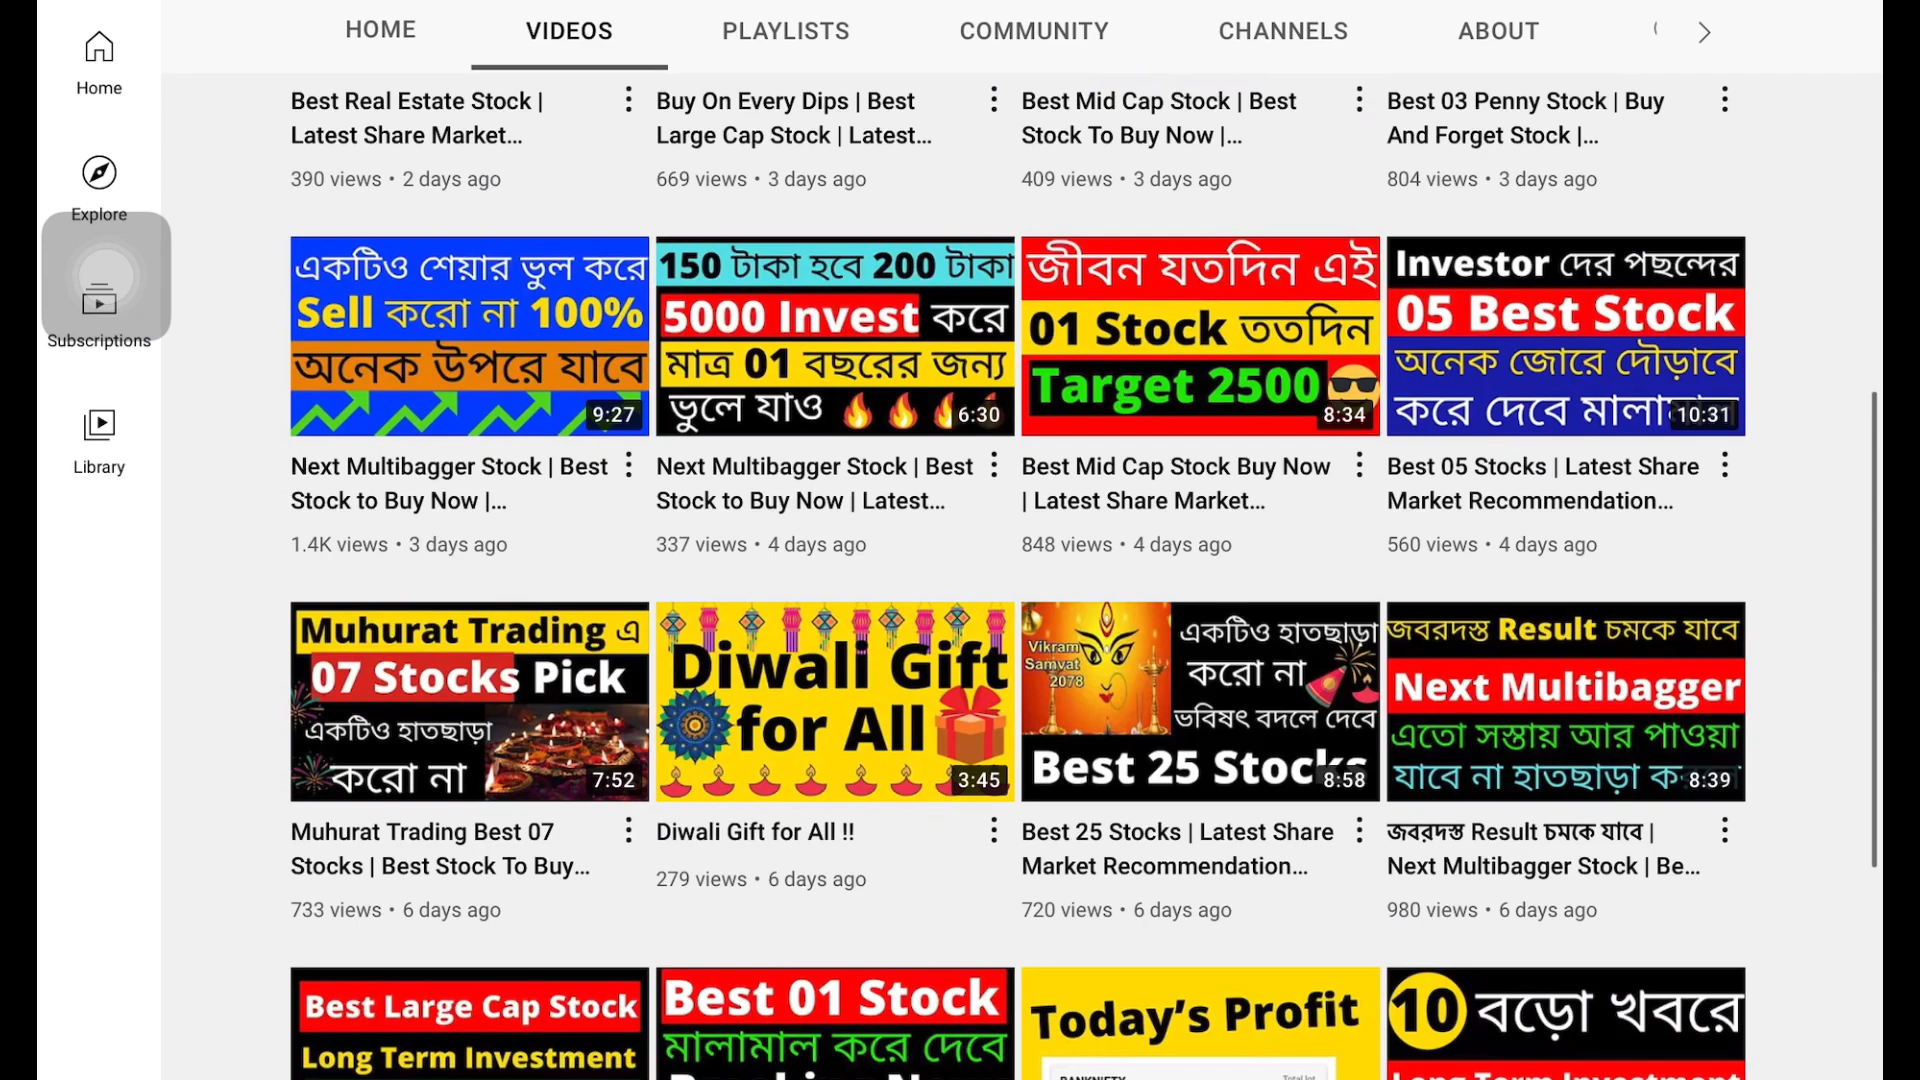 HOME
VIDEOS
PLAYLISTS
COMMUNITY
CHANNELS
ABOUT
Home
Explore
Subscriptions
Library
Best Real Estate Stock |
Latest Share Market...
390 views • 2 days ago
Buy On Every Dips | Best
Large Cap Stock | Latest...
669 views • 3 days ago
Best Mid Cap Stock | Best
Stock To Buy Now |...
409 views • 3 days ago
Best 03 Penny Stock | Buy
And Forget Stock |...
804 views • 3 days ago
একটিও শেয়ার ভুল করে
Sell করো না 100%
অনেক উপরে যাবে
9:27
Next Multibagger Stock | Best
Stock to Buy Now |...
1.4K views • 3 days ago
150 টাকা হবে 200 টাকা
5000 Invest করে
মাত্র 01 বছরের জন্য
ভুলে যাও
6:30
Next Multibagger Stock | Best
Stock to Buy Now | Latest...
337 views • 4 days ago
জীবন যতদিন এই
01 Stock ততদিন
Target 2500
8:34
Best Mid Cap Stock Buy Now
| Latest Share Market...
848 views • 4 days ago
Investor দের পছন্দের
05 Best Stock
অনেক জোরে দৌড়াবে
করে দেবে
10:31
Best 05 Stocks | Latest Share
Market Recommendation...
560 views • 4 days ago
Muhurat Trading এ
07 Stocks Pick
একটিও হাতছাড়া
করো না
7:52
Muhurat Trading Best 07
Stocks | Best Stock To Buy...
733 views • 6 days ago
Diwali Gift
for All
3:45
Diwali Gift for All !!
279 views • 6 days ago
Vikram
Samvat
2078
একটিও হাতছাড়া
করো না
ভবিষৎ বদলে দেবে
Best 25 Stocks
8:58
Best 25 Stocks | Latest Share
Market Recommendation...
720 views • 6 days ago
জবরদস্ত Result চমকে যাবে
Next Multibagger
এতো সস্তায় আর পাওয়া
যাবে না হাতছাড়া
8:39
জবরদস্ত Result চমকে যাবে |
Next Multibagger Stock | Be...
980 views • 6 days ago
Best Large Cap Stock
Long Term Investment
Best 01 Stock
মালামাল করে দেবে
Today's Profit
10 বড়ো খবরে